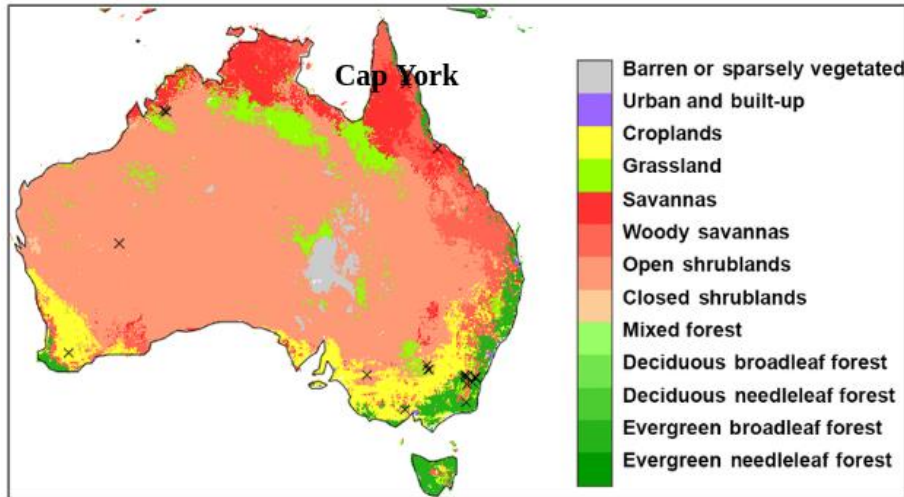 Cap York
Barren or sparsely vegetated
Urban and built-up
Croplands
Grassland
Savannas
Woody savannas
Open shrublands
Closed shrublands
Mixed forest
Deciduous broadleaf forest
Deciduous needleleaf forest
Evergreen broadleaf forest
Evergreen needleleaf forest